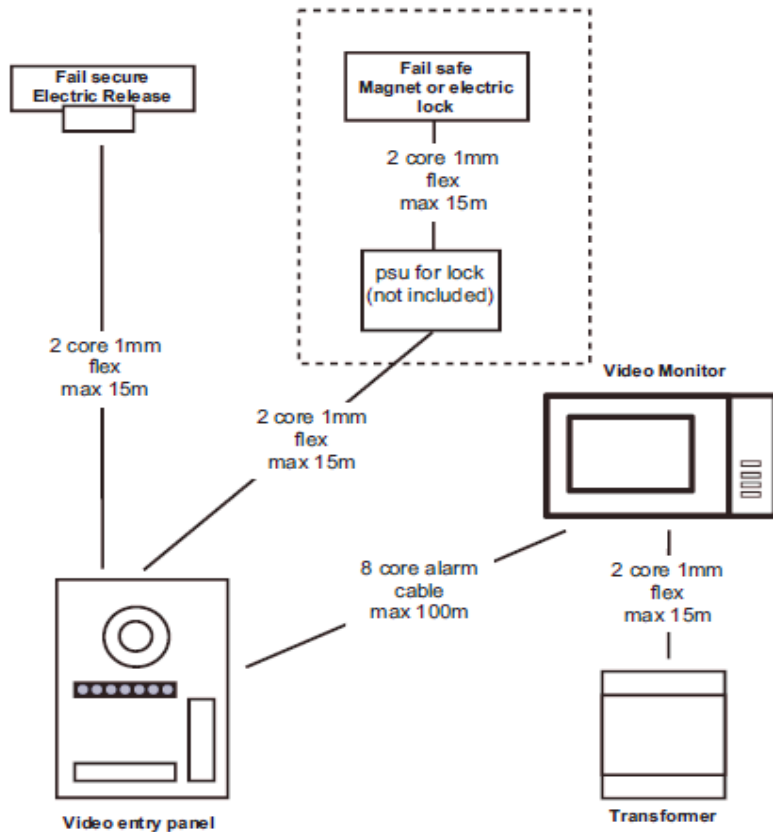 Fail secure
Electric Release
Fail safe
Magnet or electric
lock
2 core 1mm
flex
max 15m
psu for lock
(not included)
2 core 1mm
flex
max 15m
Video Monitor
2 core 1mm
flex
max 15m
8 core alarm
cable
max 100m
2 core 1mm
flex
max 15m
Video entry panel
Transformer